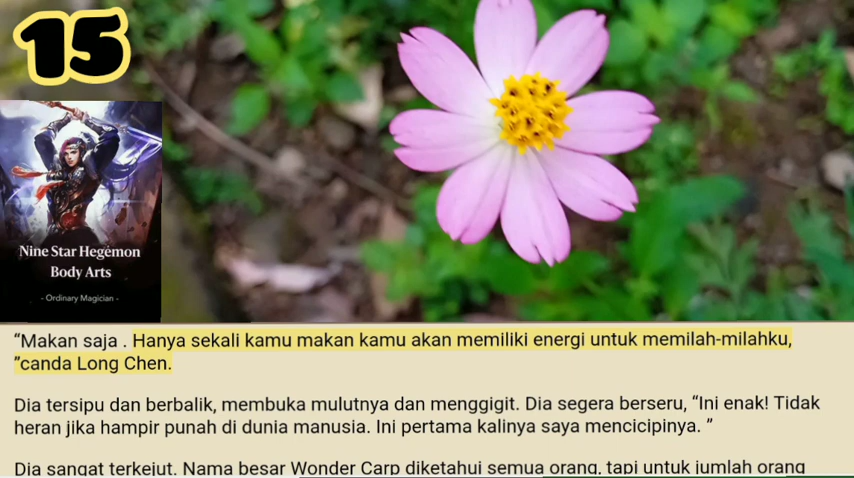 15
Nine Star Hegemon
Body Arts
- Ordinary Magician -
“Makan saja . Hanya sekali kamu makan kamu akan memiliki energi untuk memilah-milahku,
”canda Long Chen.
Dia tersipu dan berbalik, membuka mulutnya dan menggigit. Dia segera berseru, “Ini enak! Tidak
heran jika hampir punah di dunia manusia. Ini pertama kalinya saya mencicipinya. ”
Dia sangat terkejut. Nama besar Wonder Carp diketahui semua orang, tapi untuk jumlah orang